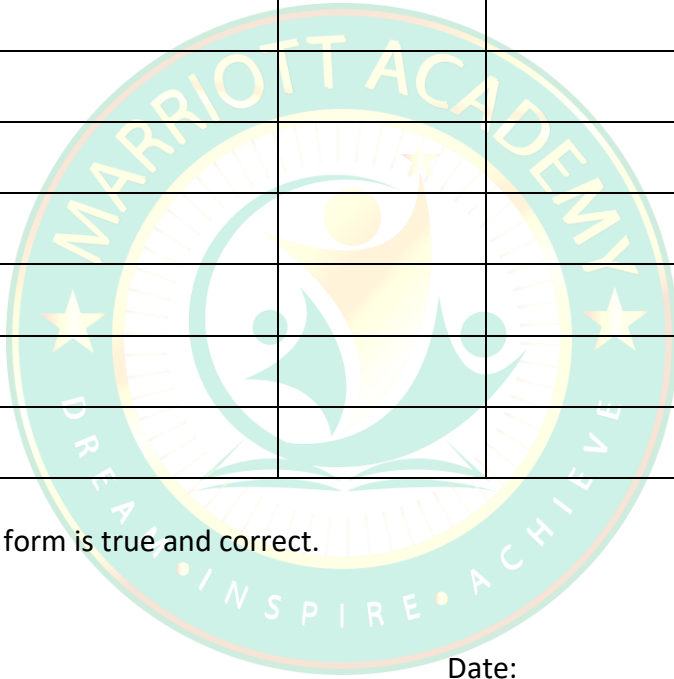 MARRIOTT ACADEMY
form is true and correct.
DREAM • INSPIRE • ACHIEVE
Date: